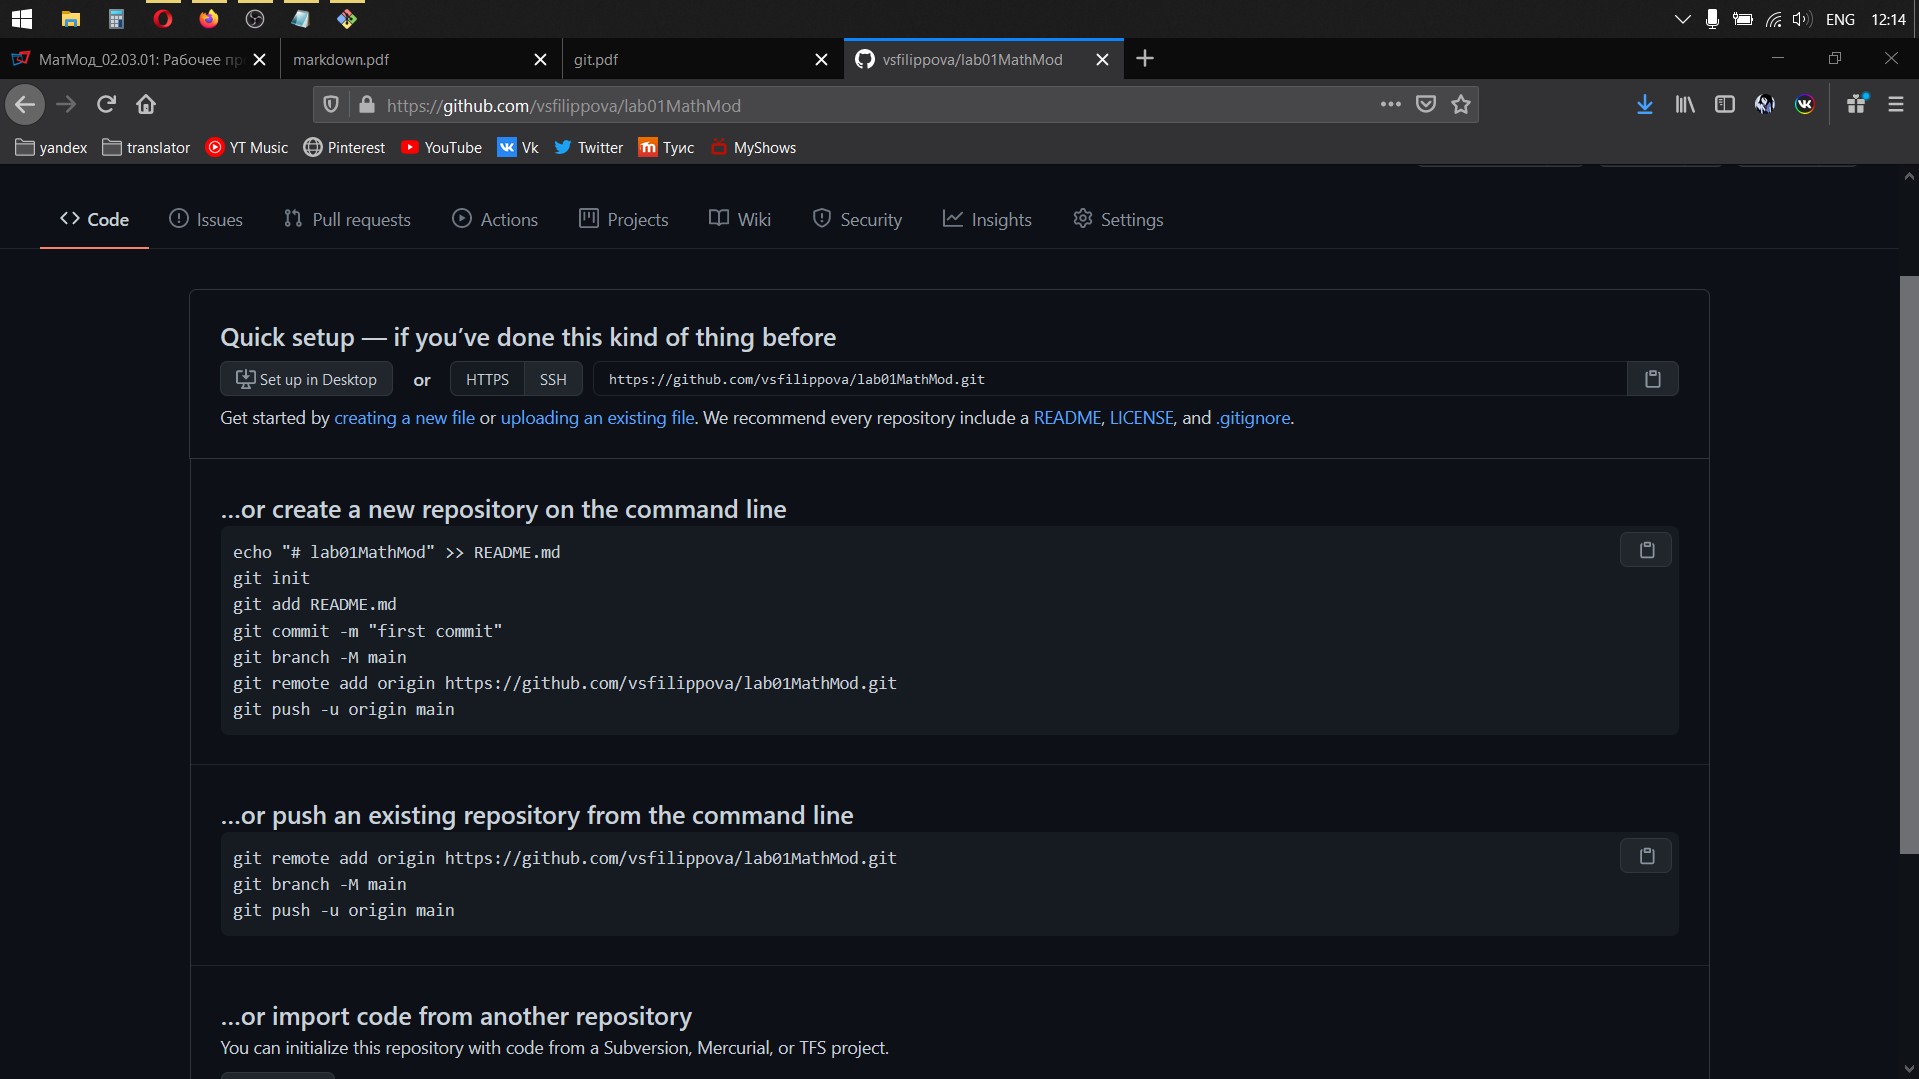 ENG 12:14
МатМод_02.03.01: Рабочее пр
markdown.pdf
git.pdf
vsfilippova/lab01MathMod
https://github.com/vsfilippova/lab01MathMod
yandex translator YT Music Pinterest YouTube Vk Twitter Туис MyShows
Code Issues Pull requests Actions Projects Wiki Security Insights Settings
Quick setup — if you’ve done this kind of thing before
Set up in Desktop or HTTPS SSH https://github.com/vsfilippova/lab01MathMod.git
Get started by creating a new file or uploading an existing file. We recommend every repository include a README, LICENSE, and .gitignore.
…or create a new repository on the command line
echo "# lab01MathMod" >> README.md
git init
git add README.md
git commit -m "first commit"
git branch -M main
git remote add origin https://github.com/vsfilippova/lab01MathMod.git
git push -u origin main
…or push an existing repository from the command line
git remote add origin https://github.com/vsfilippova/lab01MathMod.git
git branch -M main
git push -u origin main
…or import code from another repository
You can initialize this repository with code from a Subversion, Mercurial, or TFS project.